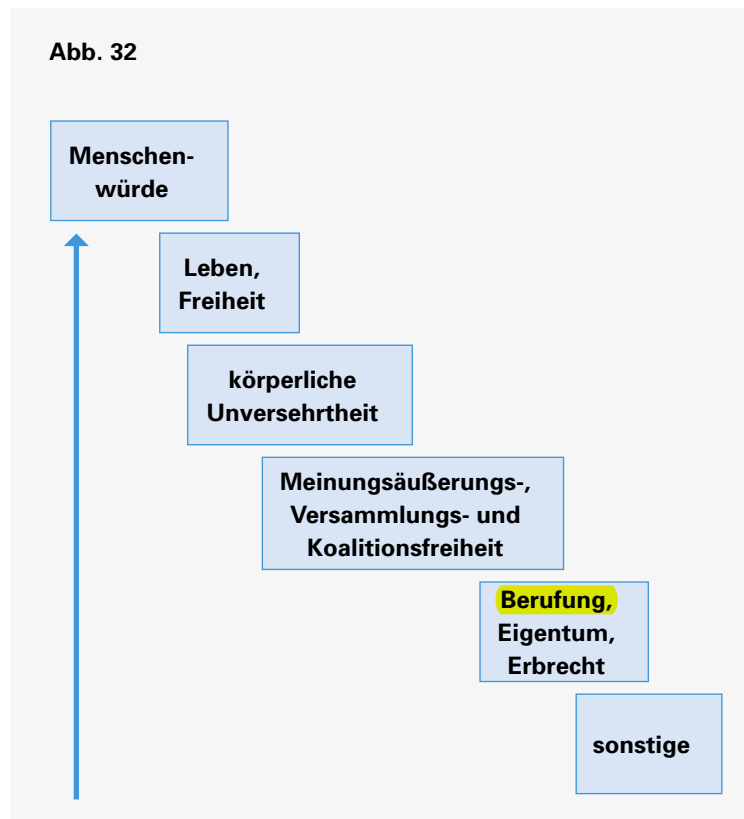 Abb. 32
Menschen-
würde
Leben,
Freiheit
körperliche
Unversehrtheit
Meinungsäußerungs-,
Versammlungs- und
Koalitionsfreiheit
Berufung,
Eigentum,
Erbrecht
sonstige